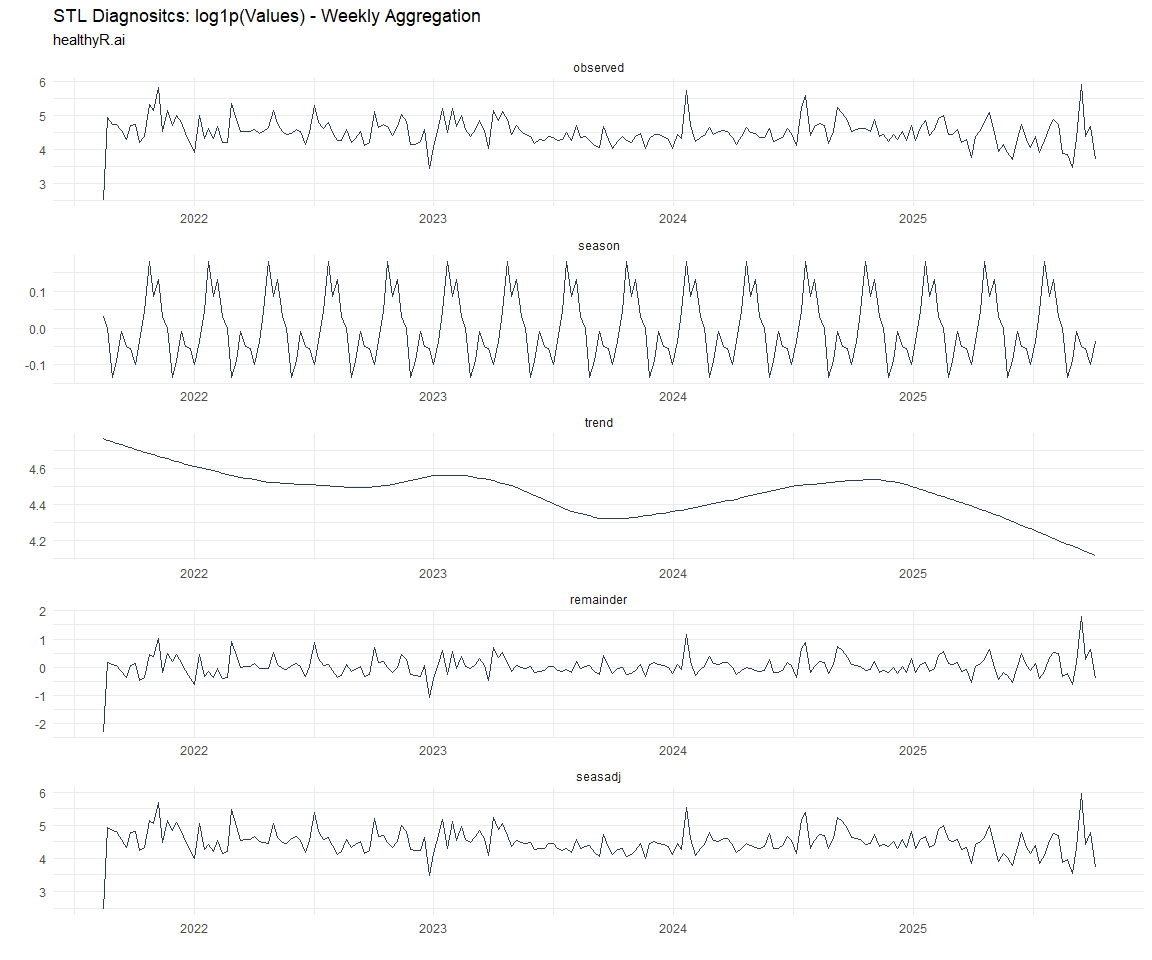 STL Diagnositcs: log1p(Values) - Weekly Aggregation
healthyR.ai
observed
6
5
4
3
2022 2023 2024 2025
season
0.1
0.0
-0.1
2022 2023 2024 2025
trend
4.6
4.4
4.2
2022 2023 2024 2025
remainder
2
1
0
-1
-2
2022 2023 2024 2025
seasadj
6
5
4
3
2022 2023 2024 2025